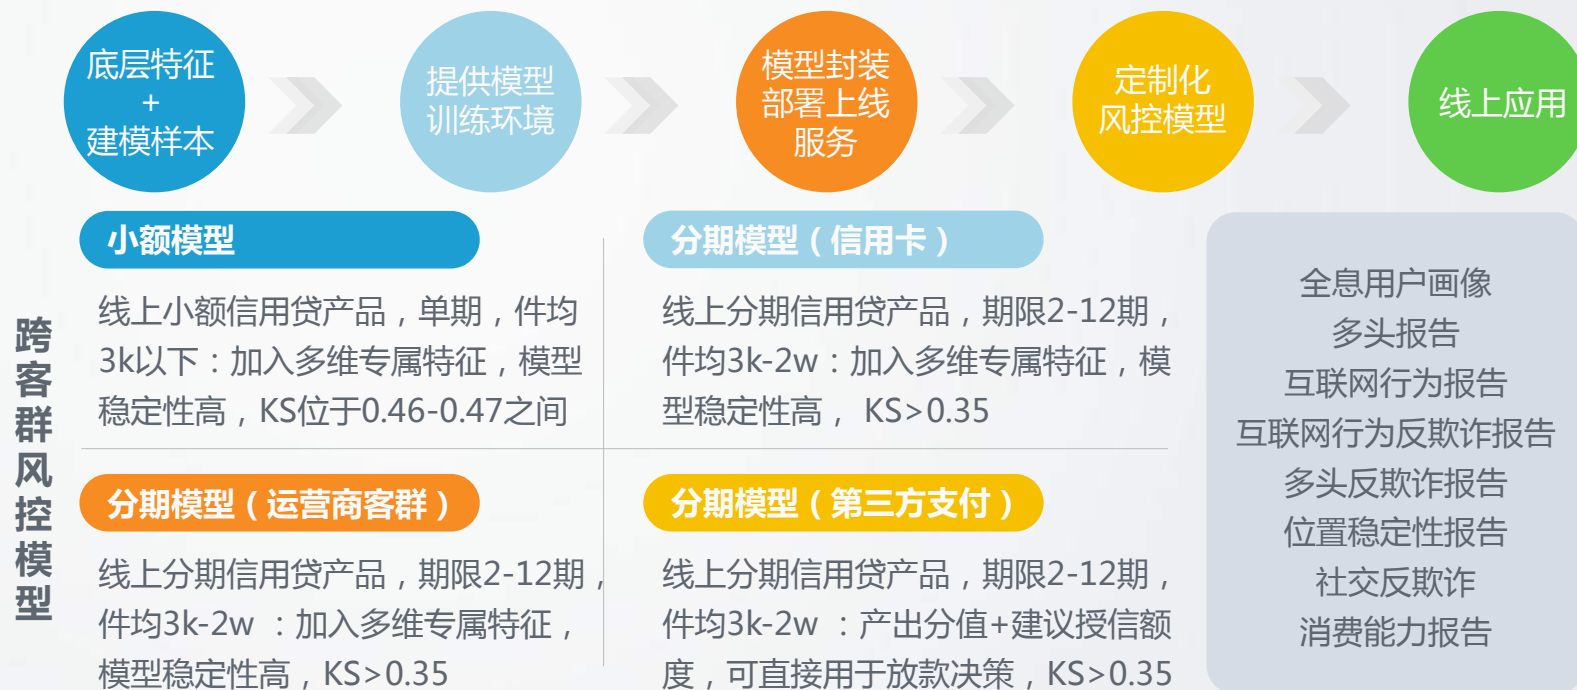 底层特征
+
建模样本
提供模型
训练环境
模型封装
部署上线
服务
定制化
风控模型
线上应用
跨客群风控模型
小额模型
线上小额信用贷产品，单期，件均
3k以下：加入多维专属特征，模型
稳定性高，KS位于0.46-0.47之间
分期模型（信用卡）
线上分期信用贷产品，期限2-12期，
件均3k-2w：加入多维专属特征，模
型稳定性高， KS>0.35
分期模型（运营商客群）
线上分期信用贷产品，期限2-12期，
件均3k-2w ：加入多维专属特征，
模型稳定性高，KS>0.35
分期模型（第三方支付）
线上分期信用贷产品，期限2-12期，
件均3k-2w ：产出分值+建议授信额
度，可直接用于放款决策，KS>0.35
全息用户画像
多头报告
互联网行为报告
互联网行为反欺诈报告
多头反欺诈报告
位置稳定性报告
社交反欺诈
消费能力报告